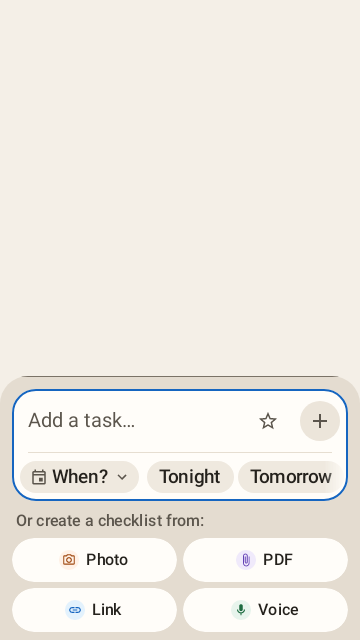 Add a task…
When?
Tonight
Tomorrow
Or create a checklist from:
Photo
PDF
Link
Voice